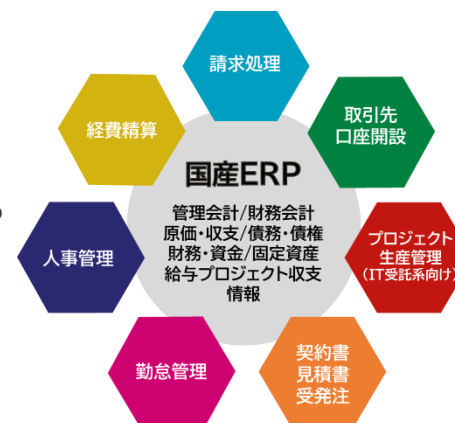 請求処理
取引先
口座開設
経費精算
国産ERP
管理会計/財務会計
原価・収支/債務・債権
財務・資金/固定資産
給与プロジェクト収支
情報
プロジェクト
生産管理
(IT受託系向け)
人事管理
契約書
見積書
受発注
勤怠管理